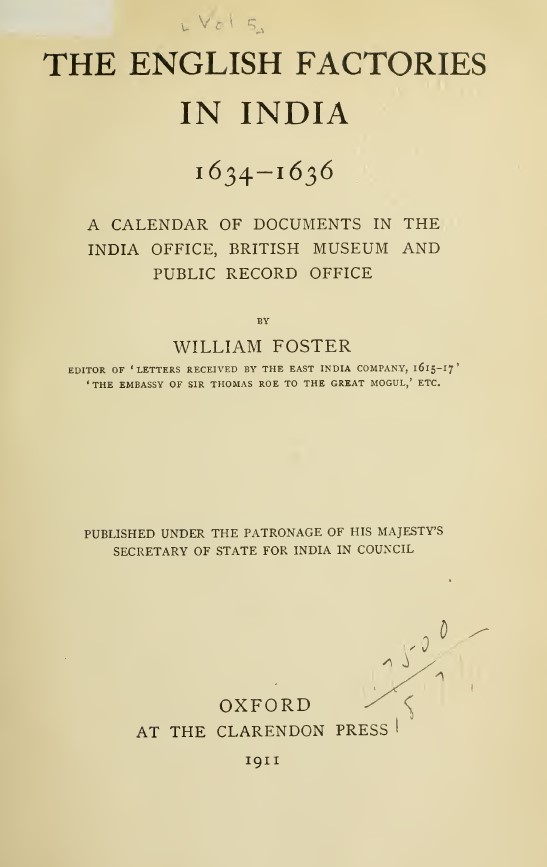 Vol 5
THE ENGLISH FACTORIES
IN INDIA
1634–1636
A CALENDAR OF DOCUMENTS IN THE
INDIA OFFICE, BRITISH MUSEUM AND
PUBLIC RECORD OFFICE
BY
WILLIAM FOSTER
EDITOR OF ‘LETTERS RECEIVED BY THE EAST INDIA COMPANY, 1615–17’
‘THE EMBASSY OF SIR THOMAS ROE TO THE GREAT MOGUL,’ ETC.
PUBLISHED UNDER THE PATRONAGE OF HIS MAJESTY'S
SECRETARY OF STATE FOR INDIA IN COUNCIL
OXFORD
AT THE CLARENDON PRESS
1911